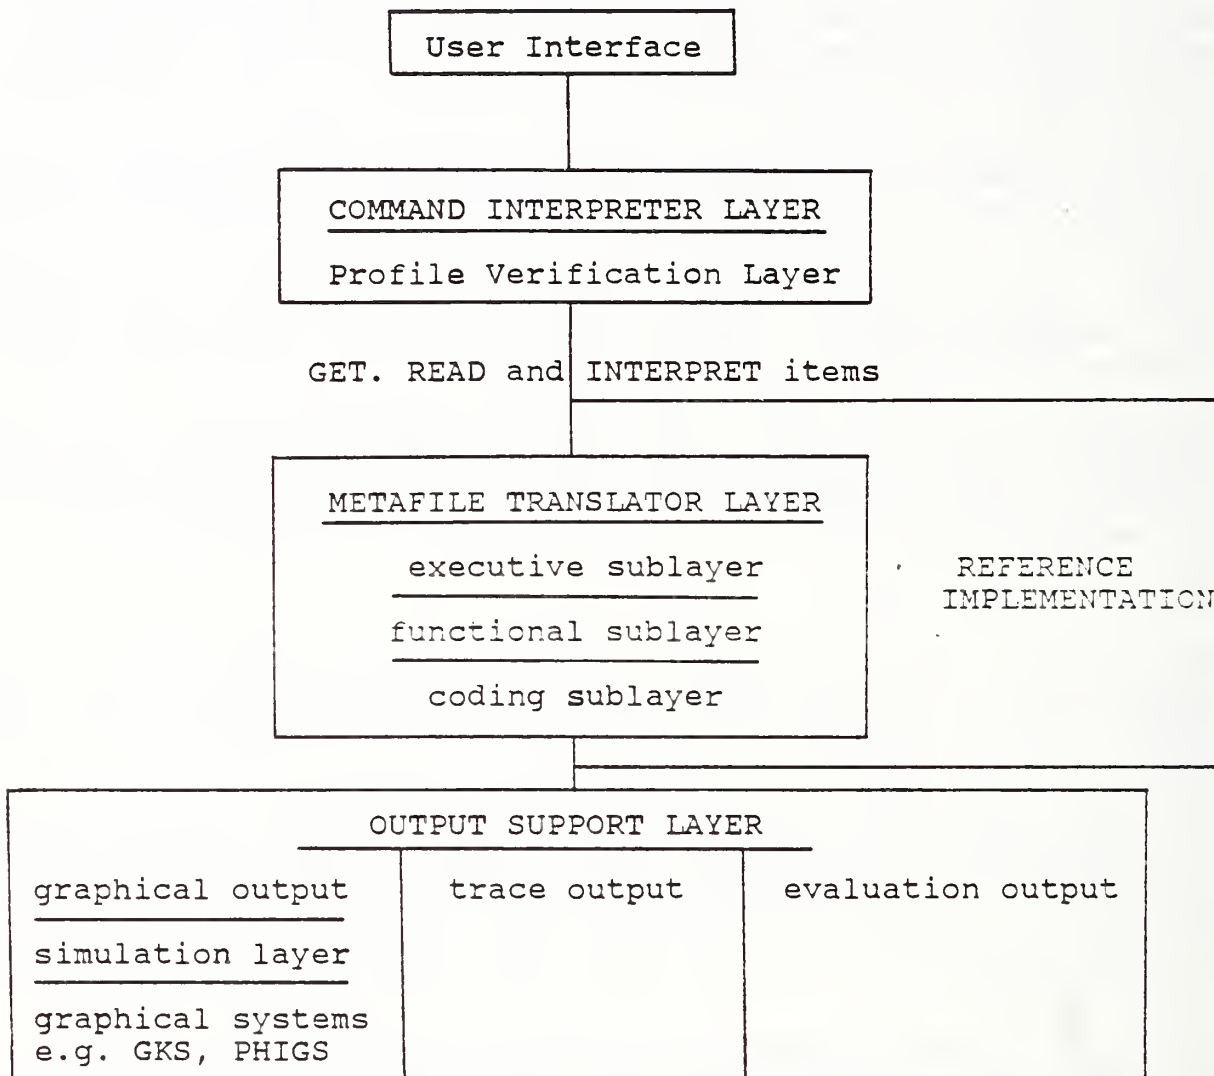 User Interface
COMMAND INTERPRETER LAYER
Profile Verification Layer
GET. READ and INTERPRET items
METAFILE TRANSLATOR LAYER
executive sublayer
functional sublayer
coding sublayer
REFERENCE
IMPLEMENTATION
OUTPUT SUPPORT LAYER
graphical output
simulation layer
graphical systems
e.g. GKS, PHIGS
trace output
evaluation output